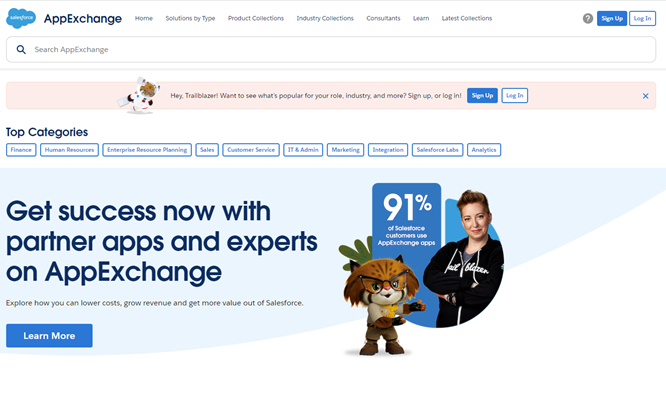 salesforce
AppExchange
Home
Solutions by Type
Product Collections
Industry Collections
Consultants
Learn
Latest Collections
?
Sign Up
Log In
Search AppExchange
Hey, Trailblazer! Want to see what's popular for your role, industry, and more? Sign up, or log in!
Sign Up
Log In
Top Categories
Finance
Human Resources
Enterprise Resource Planning
Sales
Customer Service
IT & Admin
Marketing
Integration
Salesforce Labs
Analytics
Get success now with
partner apps and experts
on AppExchange
Explore how you can lower costs, grow revenue and get more value out of Salesforce.
Learn More
91%
of Salesforce
customers use
AppExchange apps